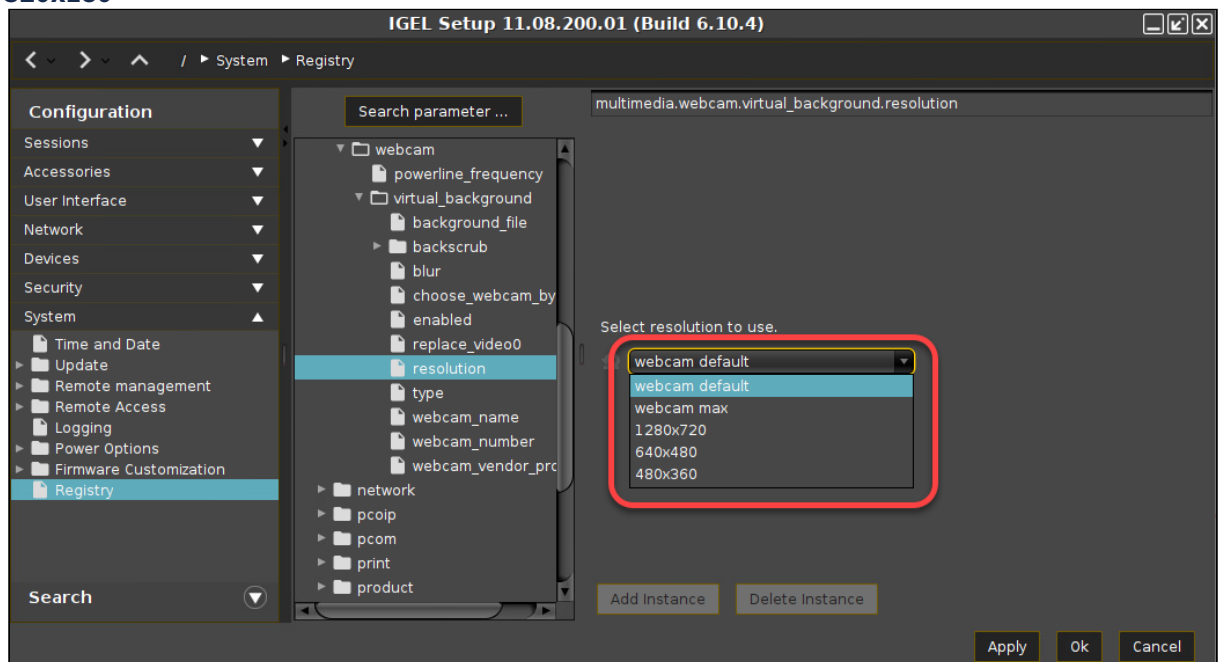 IGEL Setup 11.08.200.01 (Build 6.10.4)
/ ► System ► Registry
Configuration
Sessions
Accessories
User Interface
Network
Devices
Security
System
Time and Date
Update
Remote management
Remote Access
Logging
Power Options
Firmware Customization
Registry
Search
Search parameter ...
webcam
powerline_frequency
virtual_background
background_file
backscrub
blur
choose_webcam_by
enabled
replace_video0
resolution
type
webcam_name
webcam_number
webcam_vendor_prc
network
pcoip
pcom
print
product
multimedia.webcam.virtual_background.resolution
Select resolution to use.
webcam default
webcam default
webcam max
1280x720
640x480
480x360
Add Instance Delete Instance
Apply Ok Cancel